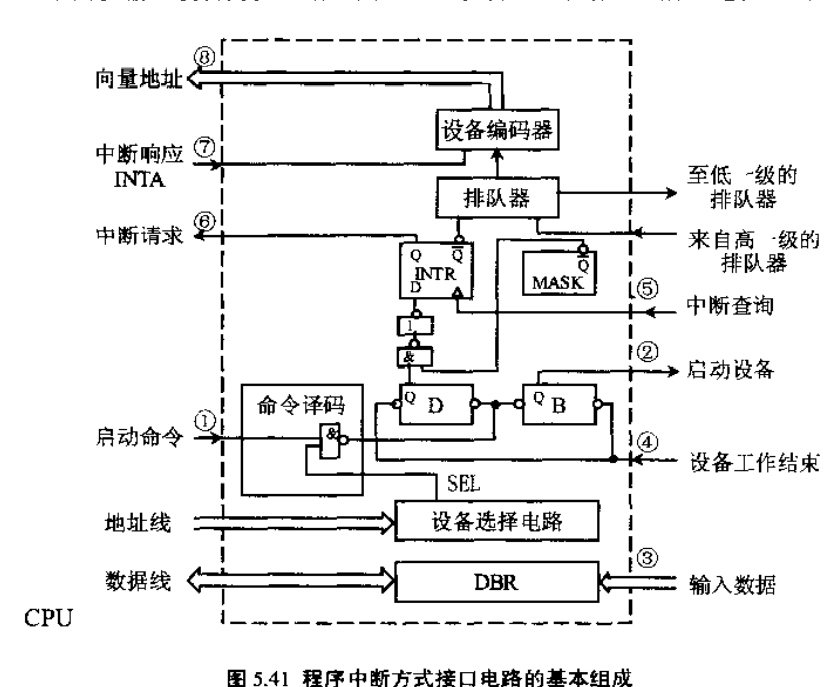 ⑧
向量地址
设备编码器
中断响应 ⑦
INTA
至低一级的
排队器
排队器
中断请求 ⑥
来自高一级的
排队器
Q Q
INTR
D
Q
MASK
⑤
中断查询
1
&
②
启动设备
命令译码
Q D
Q B
启动命令 ①
&
④
设备工作结束
SEL
地址线
设备选择电路
数据线
DBR
③
输入数据
CPU
图 5.41 程序中断方式接口电路的基本组成